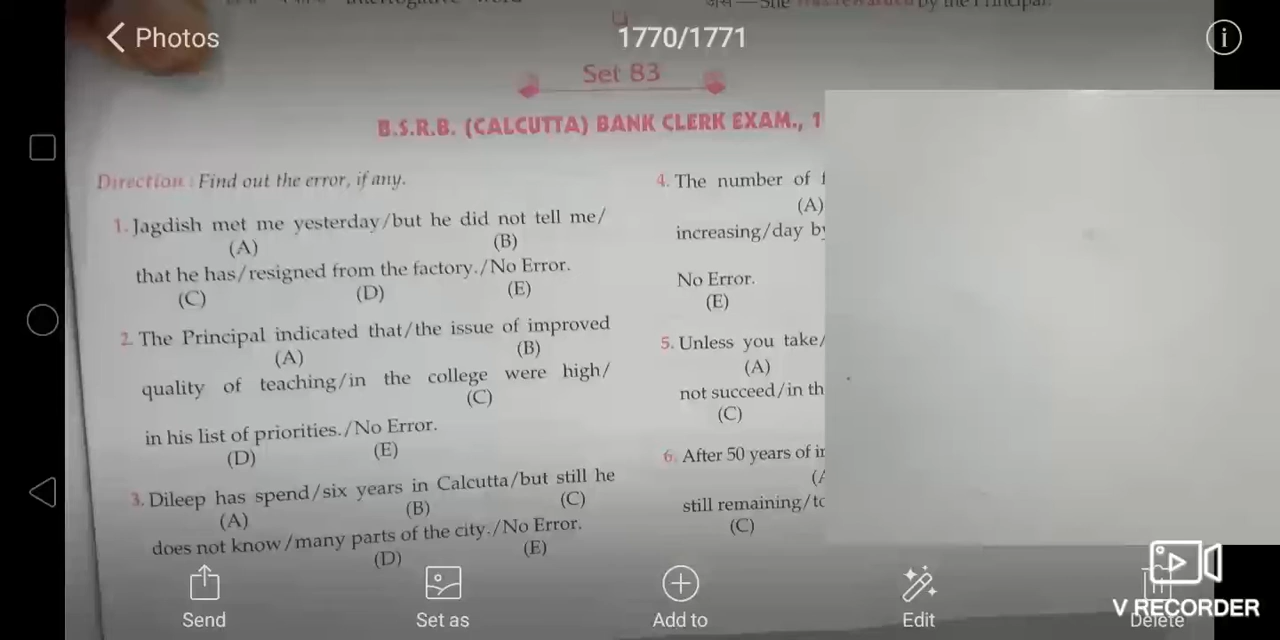 Photos
1770/1771
by the Principal.
Set 83
B.S.R.B. (CALCUTTA) BANK CLERK EXAM., 1
Direction : Find out the error, if any.
1. Jagdish met me yesterday/but he did not tell me/
(A) (B)
that he has/resigned from the factory./No Error.
(C) (D) (E)
2. The Principal indicated that/the issue of improved
(A) (B)
quality of teaching/in the college were high/
(C)
in his list of priorities./No Error.
(D) (E)
3. Dileep has spend/six years in Calcutta/but still he
(A) (B) (C)
does not know/many parts of the city./No Error.
(D) (E)
4. The number of
(A)
increasing/day by
No Error.
(E)
5. Unless you take/
(A)
not succeed/in th
(C)
6. After 50 years of
still remaining/to
(C)
Send
Set as
Add to
Edit
Delete
V RECORDER